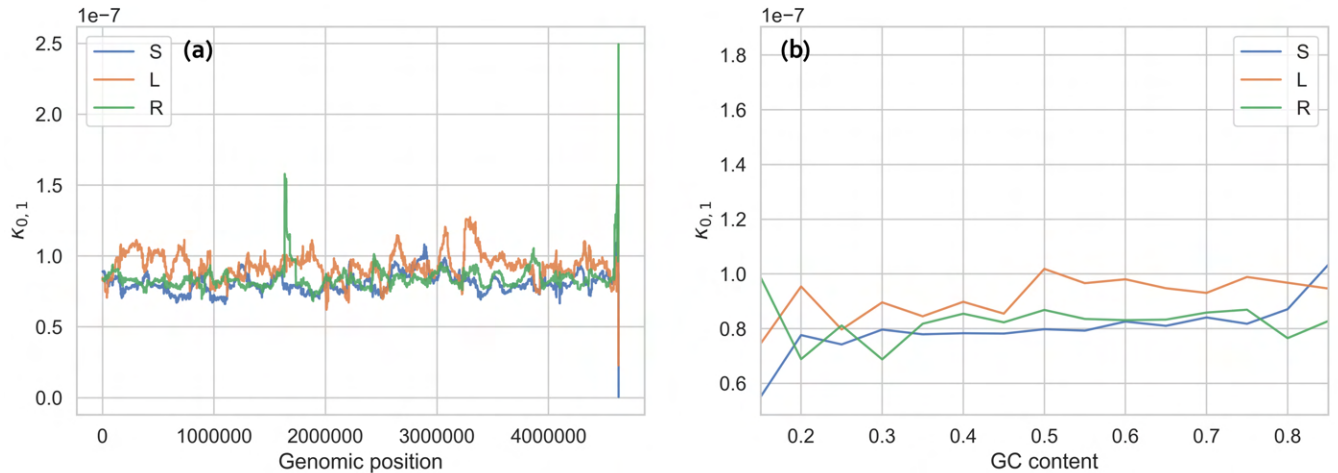 1e−7
(a)
S
L
R
2.5
2.0
1.5
1.0
0.5
0.0
κ0, 1
0
1000000
2000000
3000000
4000000
Genomic position
1e−7
(b)
S
L
R
1.8
1.6
1.4
1.2
1.0
0.8
0.6
κ0, 1
0.2
0.3
0.4
0.5
0.6
0.7
0.8
GC content